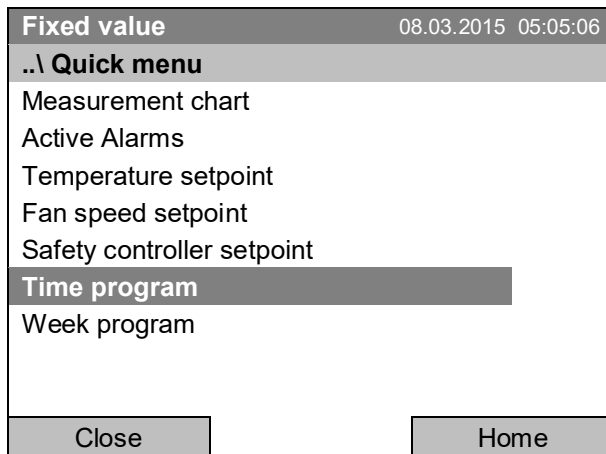 Fixed value 08.03.2015 05:05:06
..\ Quick menu
Measurement chart
Active Alarms
Temperature setpoint
Fan speed setpoint
Safety controller setpoint
Time program
Week program
Close Home